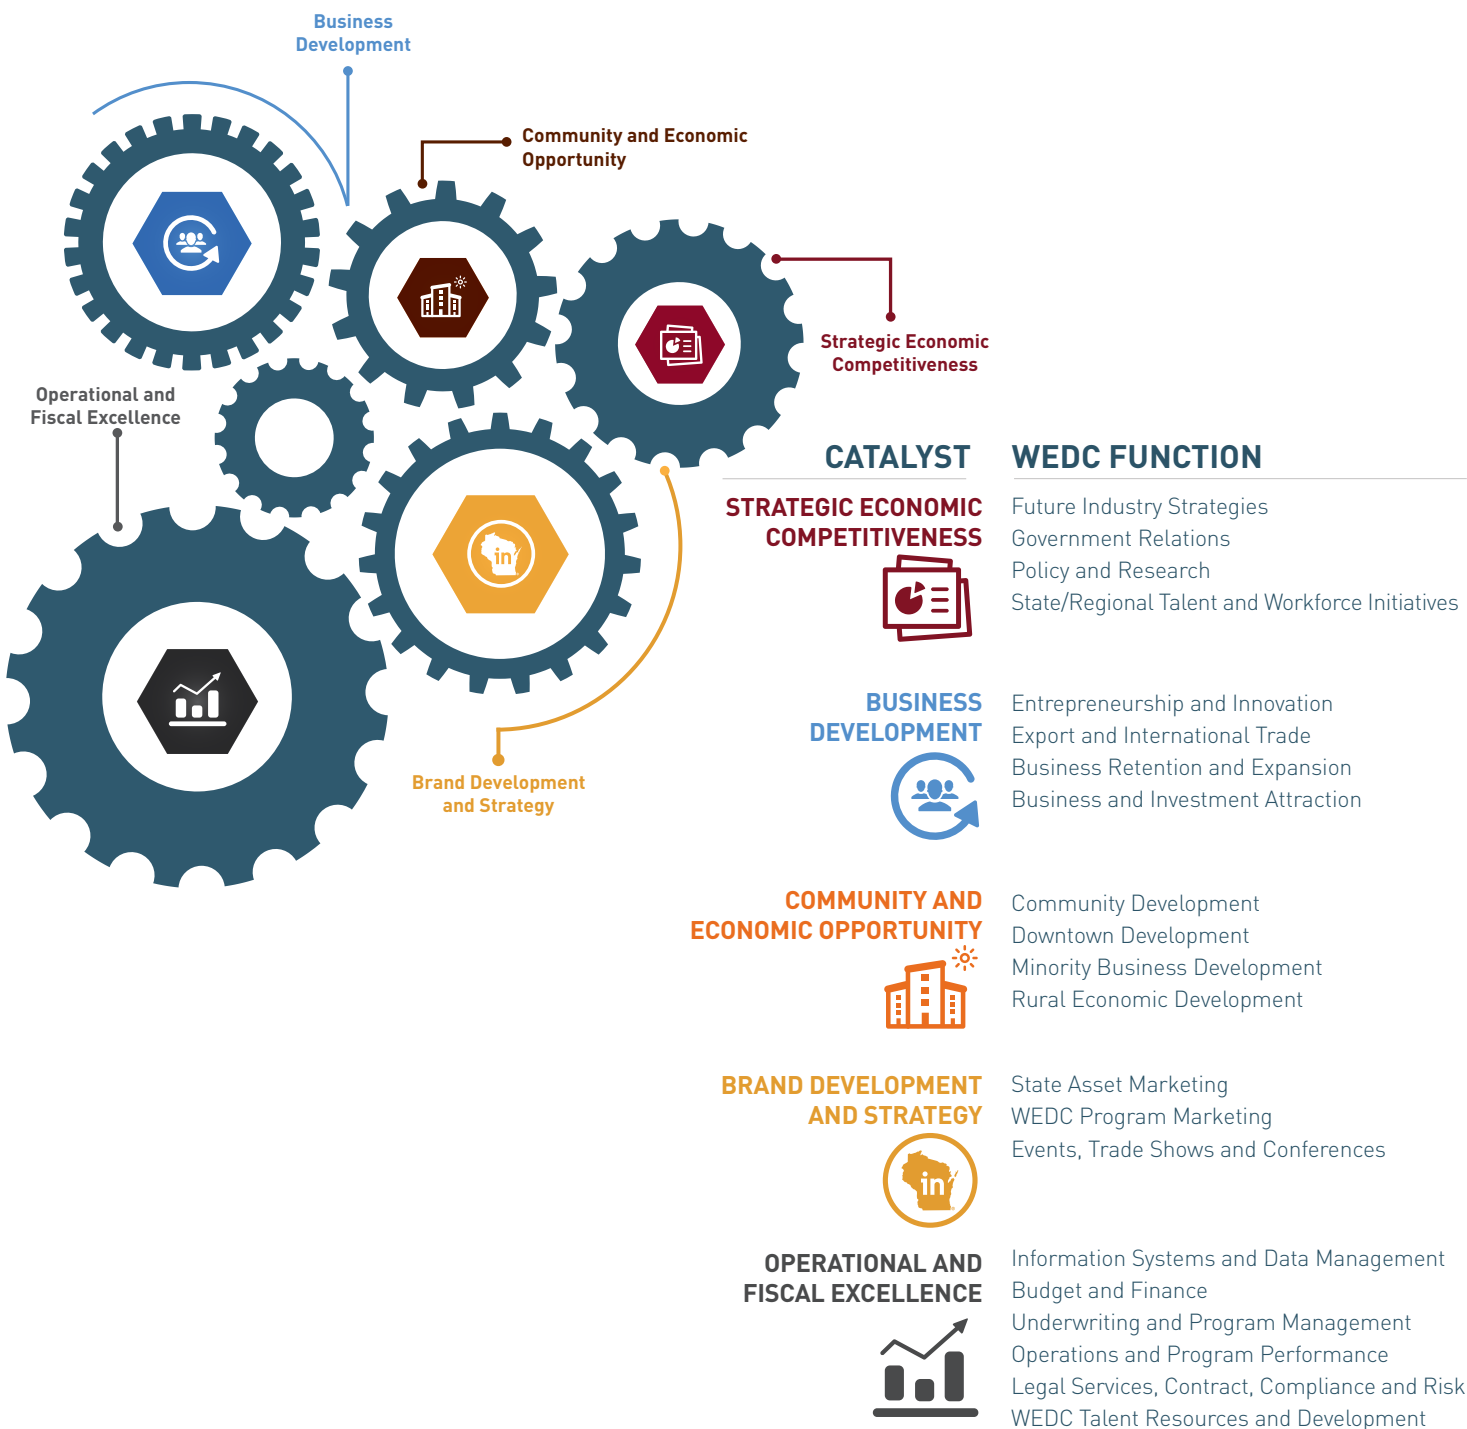 Business
Development
Community and Economic
Opportunity
Strategic Economic
Competitiveness
Operational and
Fiscal Excellence
in
in
Brand Development
and Strategy
CATALYST
WEDC FUNCTION
STRATEGIC ECONOMIC
COMPETITIVENESS
Future Industry Strategies
Government Relations
Policy and Research
State/Regional Talent and Workforce Initiatives
BUSINESS
DEVELOPMENT
Entrepreneurship and Innovation
Export and International Trade
Business Retention and Expansion
Business and Investment Attraction
COMMUNITY AND
ECONOMIC OPPORTUNITY
Community Development
Downtown Development
Minority Business Development
Rural Economic Development
BRAND DEVELOPMENT
AND STRATEGY
State Asset Marketing
WEDC Program Marketing
Events, Trade Shows and Conferences
OPERATIONAL AND
FISCAL EXCELLENCE
Information Systems and Data Management
Budget and Finance
Underwriting and Program Management
Operations and Program Performance
Legal Services, Contract, Compliance and Risk
WEDC Talent Resources and Development